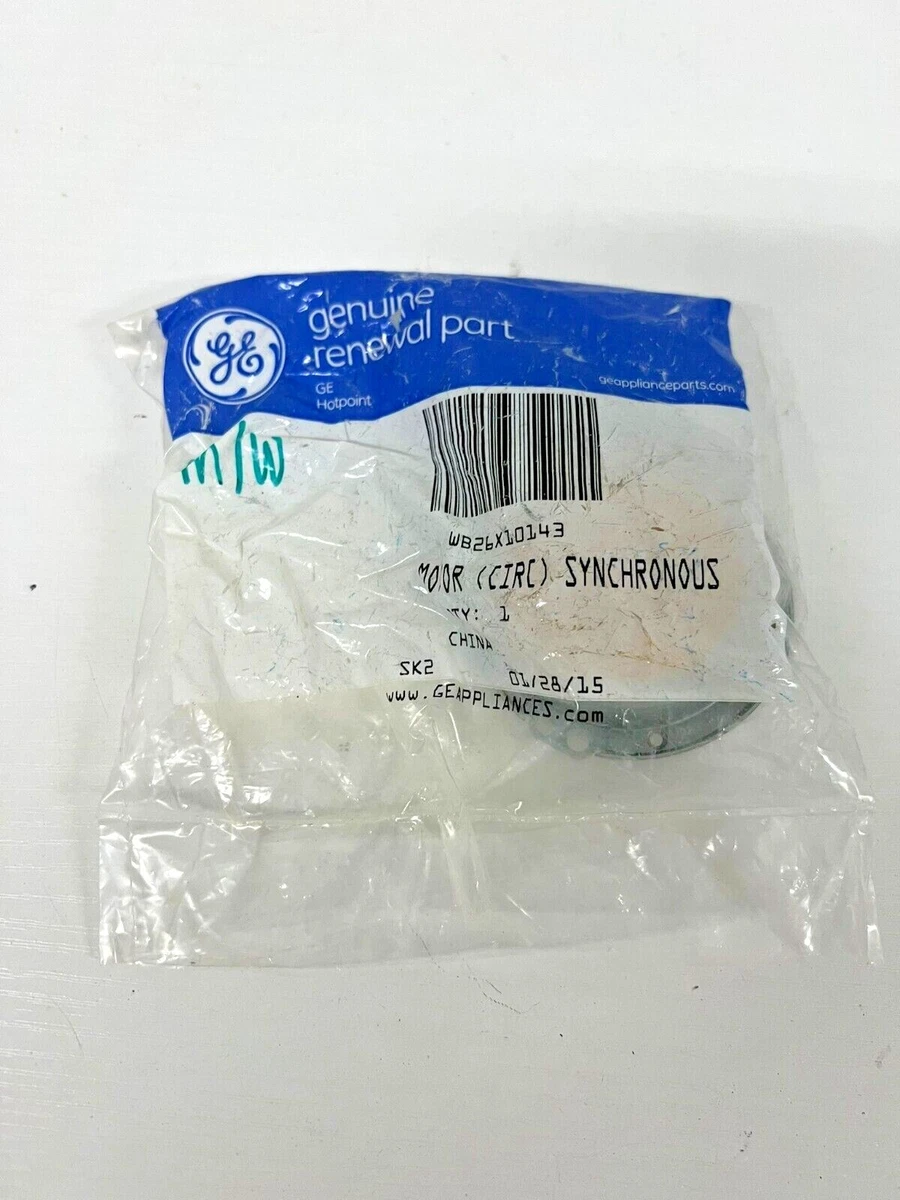 GE
genuine
renewal part
GE
Hotpoint
geapplianceparts.com
M/W
WB26X10143
MOOR (CIRC) SYNCHRONOUS
TY: 1
CHINA
SK2 01/28/15
www.GEAPPLIANCES.com